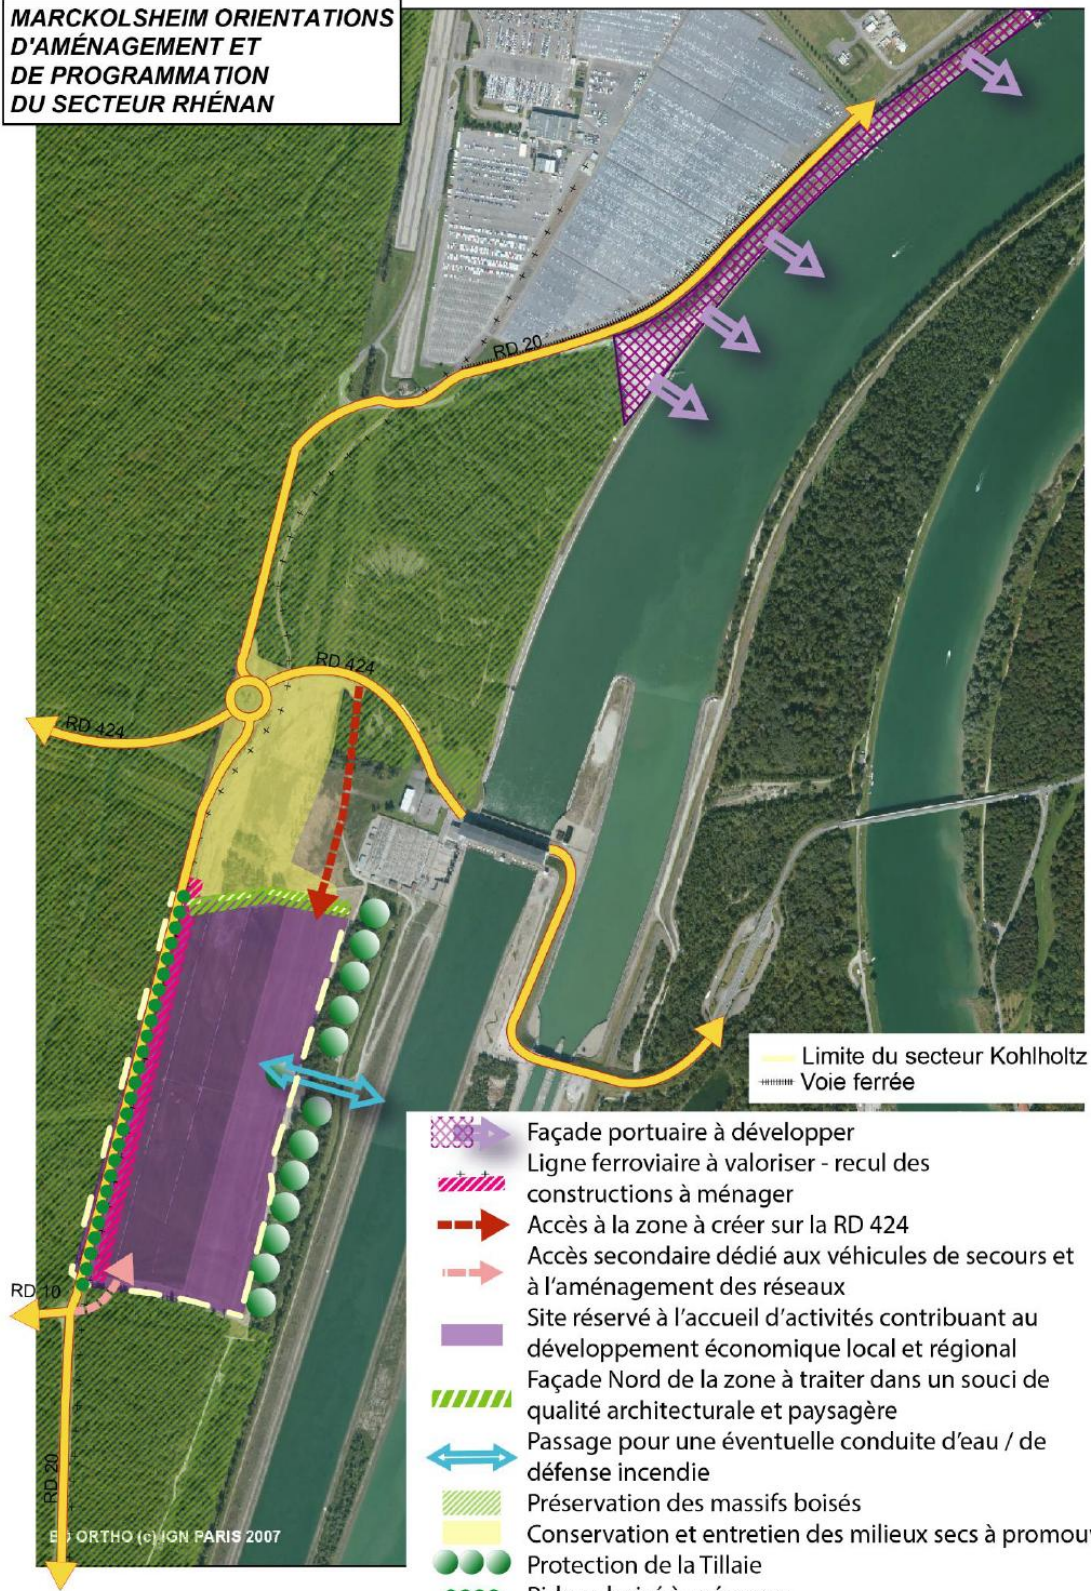 MARCKOLSHEIM ORIENTATIONS
D'AMÉNAGEMENT ET
DE PROGRAMMATION
DU SECTEUR RHÉNAN
RD 20
RD 424
RD 424
Limite du secteur Kohlholtz
Voie ferrée
Façade portuaire à développer
Ligne ferroviaire à valoriser - recul des
constructions à ménager
Accès à la zone à créer sur la RD 424
Accès secondaire dédié aux véhicules de secours et
à l'aménagement des réseaux
RD 10
Site réservé à l'accueil d'activités contribuant au
développement économique local et régional
Façade Nord de la zone à traiter dans un souci de
qualité architecturale et paysagère
Passage pour une éventuelle conduite d'eau / de
défense incendie
RD 20
Préservation des massifs boisés
Conservation et entretien des milieux secs à
ORTHO (c) IGN PARIS 2007
Protection de la Tillaie